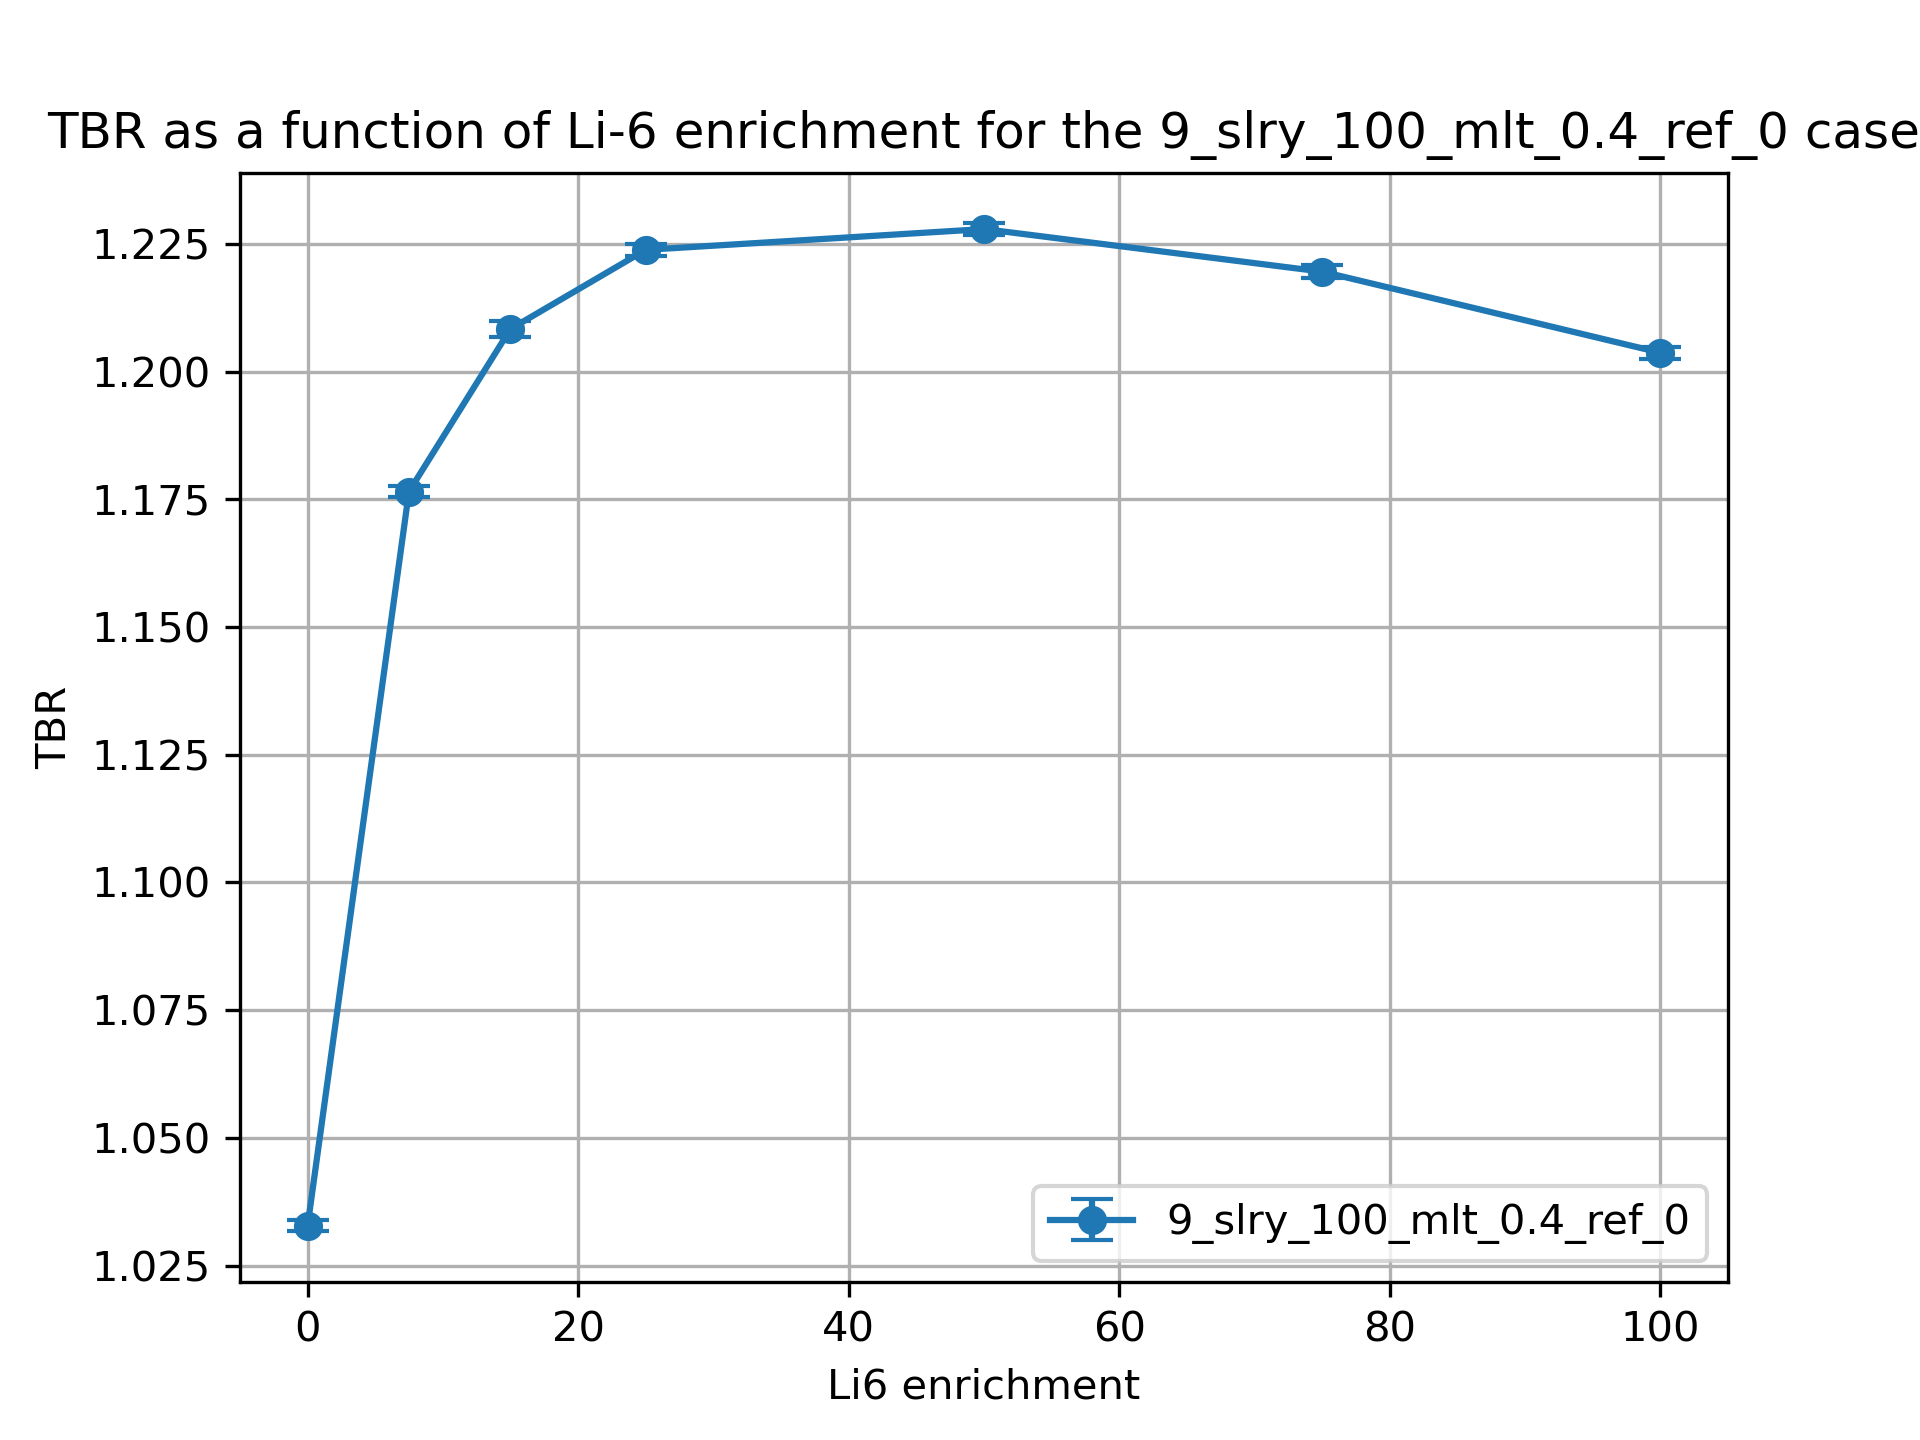 TBR as a function of Li-6 enrichment for the 9_slry_100_mlt_0.4_ref_0 case
1.225
1.200
1.175
1.150
1.125
1.100
1.075
1.050
1.025
TBR
9_slry_100_mlt_0.4_ref_0
0 20 40 60 80 100
Li6 enrichment